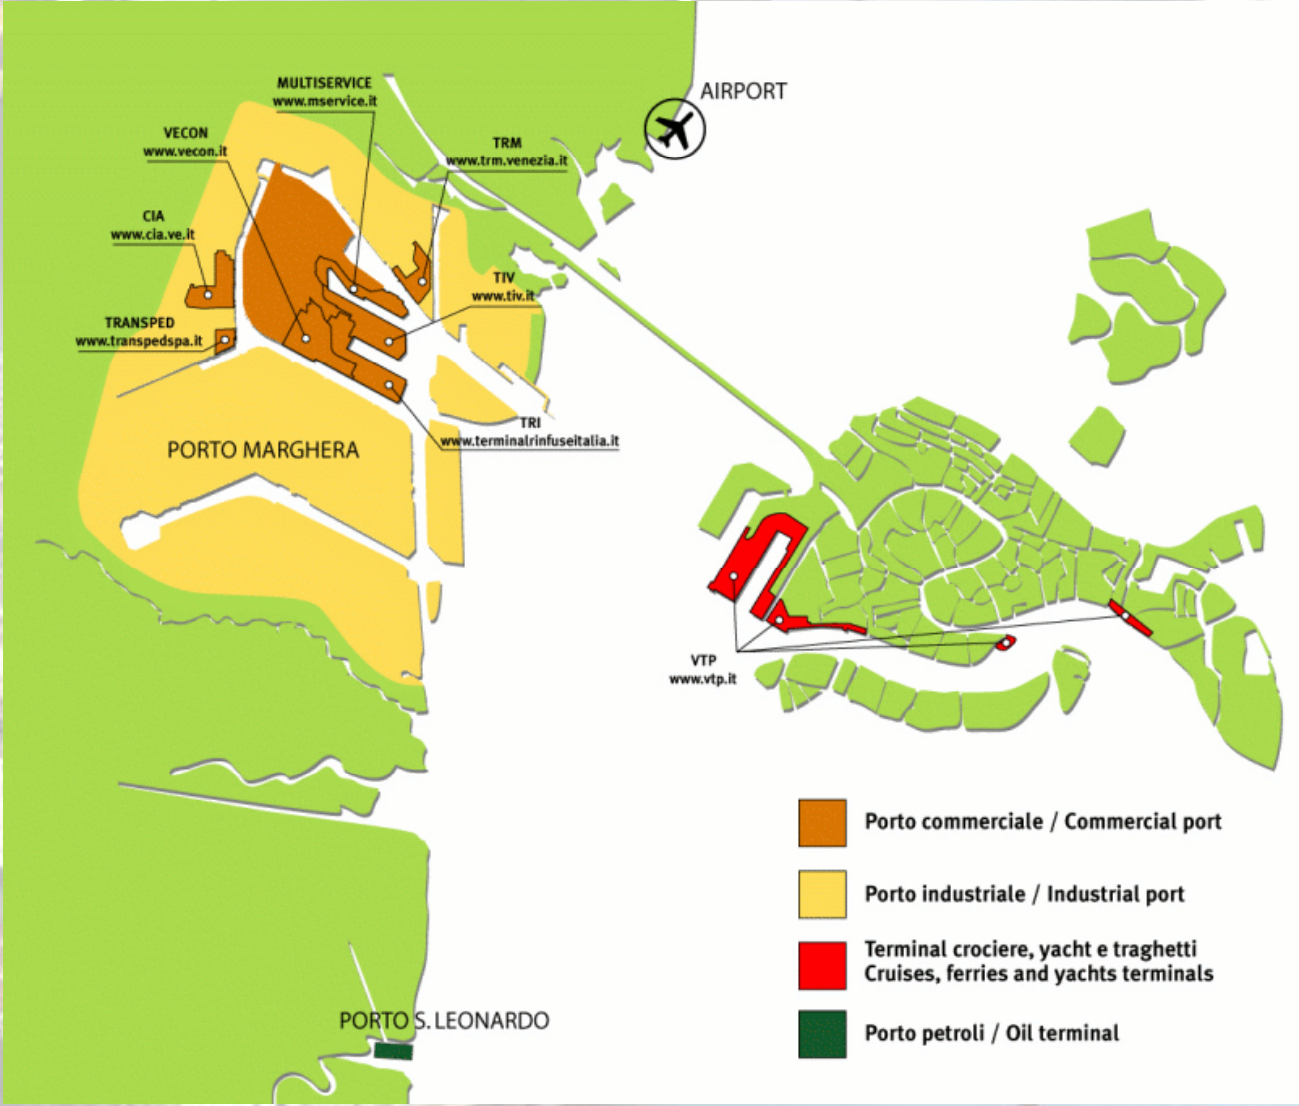 MULTISERVICE
www.mservice.it
AIRPORT
VECON
www.vecon.it
TRM
www.trm.venezia.it
CIA
www.cia.ve.it
TIV
www.tiv.it
TRANSPED
www.transpedspa.it
TRI
www.terminalrinfuseitalia.it
PORTO MARGHERA
VTP
www.vtp.it
Porto commerciale / Commercial port
Porto industriale / Industrial port
Terminal crociere, yacht e traghetti
Cruises, ferries and yachts terminals
PORTO S. LEONARDO
Porto petroli / Oil terminal